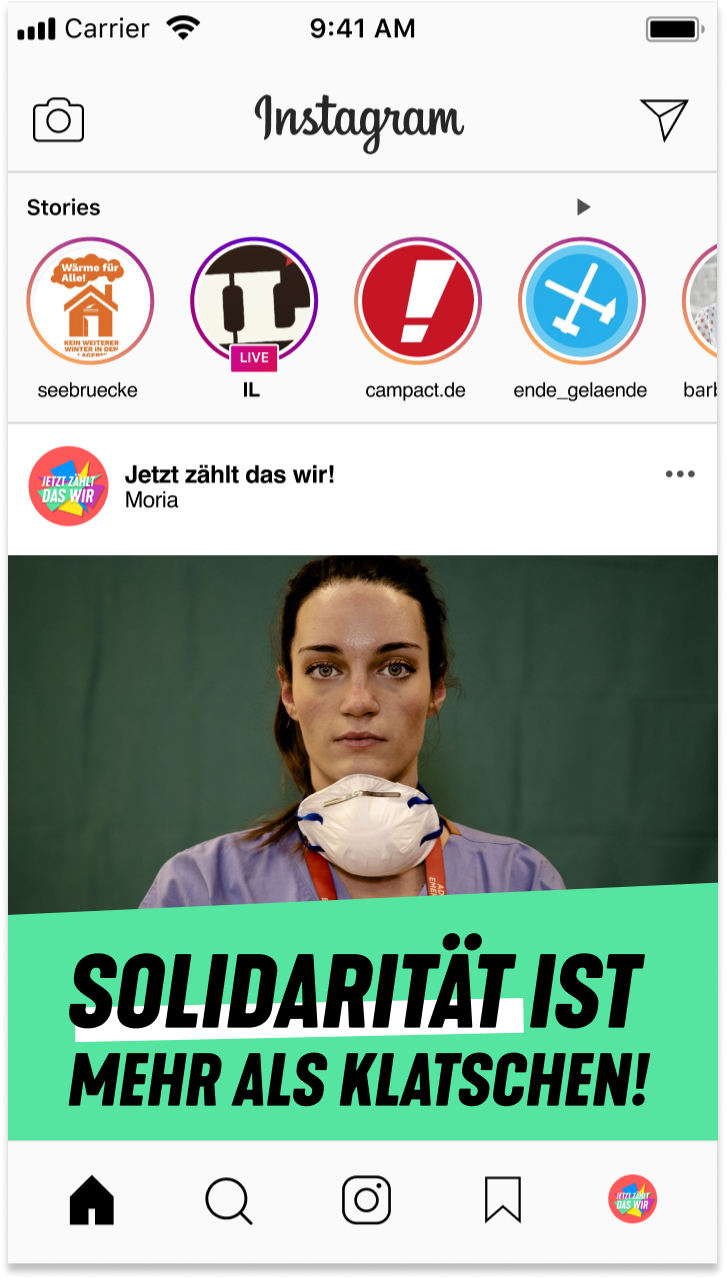 Carrier
9:41 AM
Instagram
Stories
Wärme für
Alle!
KEIN WEITERER
WINTER IN DEN
LAGERN!
IL
LIVE
!
seebruecke
IL
campact.de
ende_gelaende
barb
JETZT ZÄHLT
DAS WIR
Jetzt zählt das wir!
Moria
SOLIDARITÄT IST
MEHR ALS KLATSCHEN!
JETZT ZÄHLT
DAS WIR